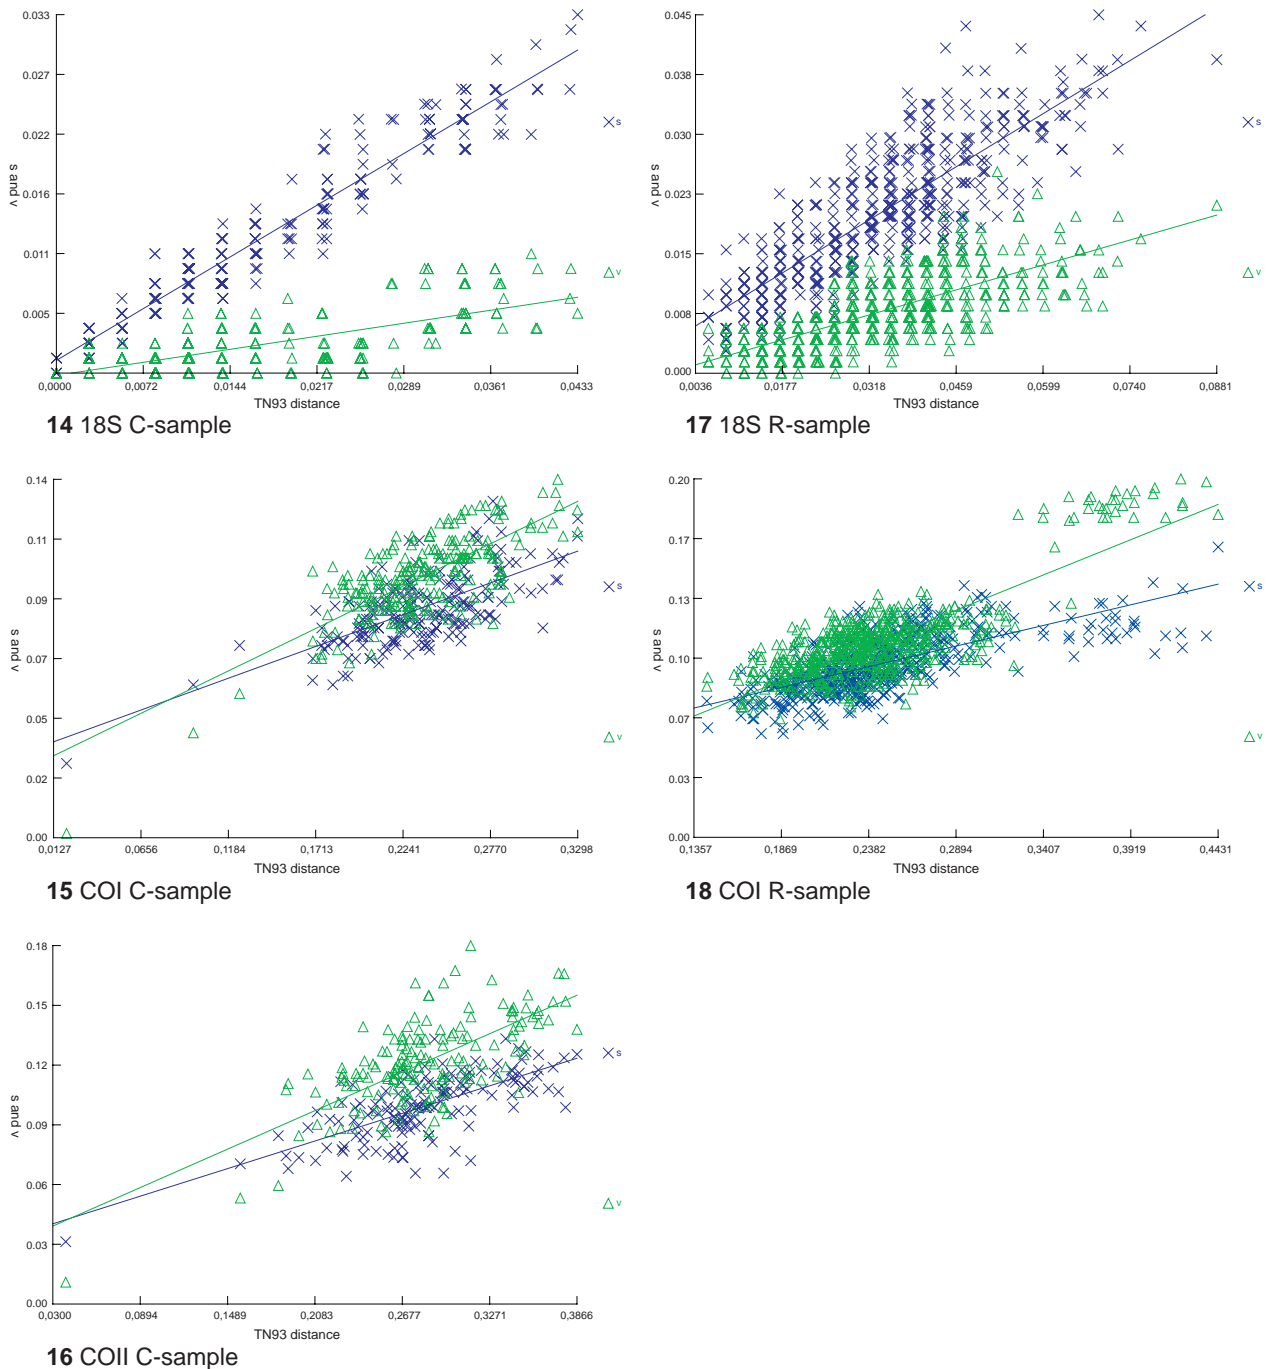 0.033
0.027
0.022
0.016
0.011
0.005
s and v
0,0000 0,0072 0,0144 0,0217 0,0289 0,0361 0,0433
TN93 distance
s
v
14 18S C-sample
0.045
0.038
0.030
0.023
0.015
0.008
0.000
s and v
0,0036 0,0177 0,0318 0,0459 0,0599 0,0740 0,0881
TN93 distance
s
v
17 18S R-sample
0.14
0.11
0.09
0.07
0.05
0.02
0.00
s and v
0,0127 0,0656 0,1184 0,1713 0,2241 0,2770 0,3298
TN93 distance
s
v
15 COI C-sample
0.20
0.17
0.13
0.10
0.07
0.03
0.00
s and v
0,1357 0,1869 0,2382 0,2894 0,3407 0,3919 0,4431
TN93 distance
s
v
18 COI R-sample
0.18
0.15
0.12
0.09
0.06
0.03
0.00
s and v
0,0300 0,0894 0,1489 0,2083 0,2677 0,3271 0,3866
TN93 distance
s
v
16 COII C-sample